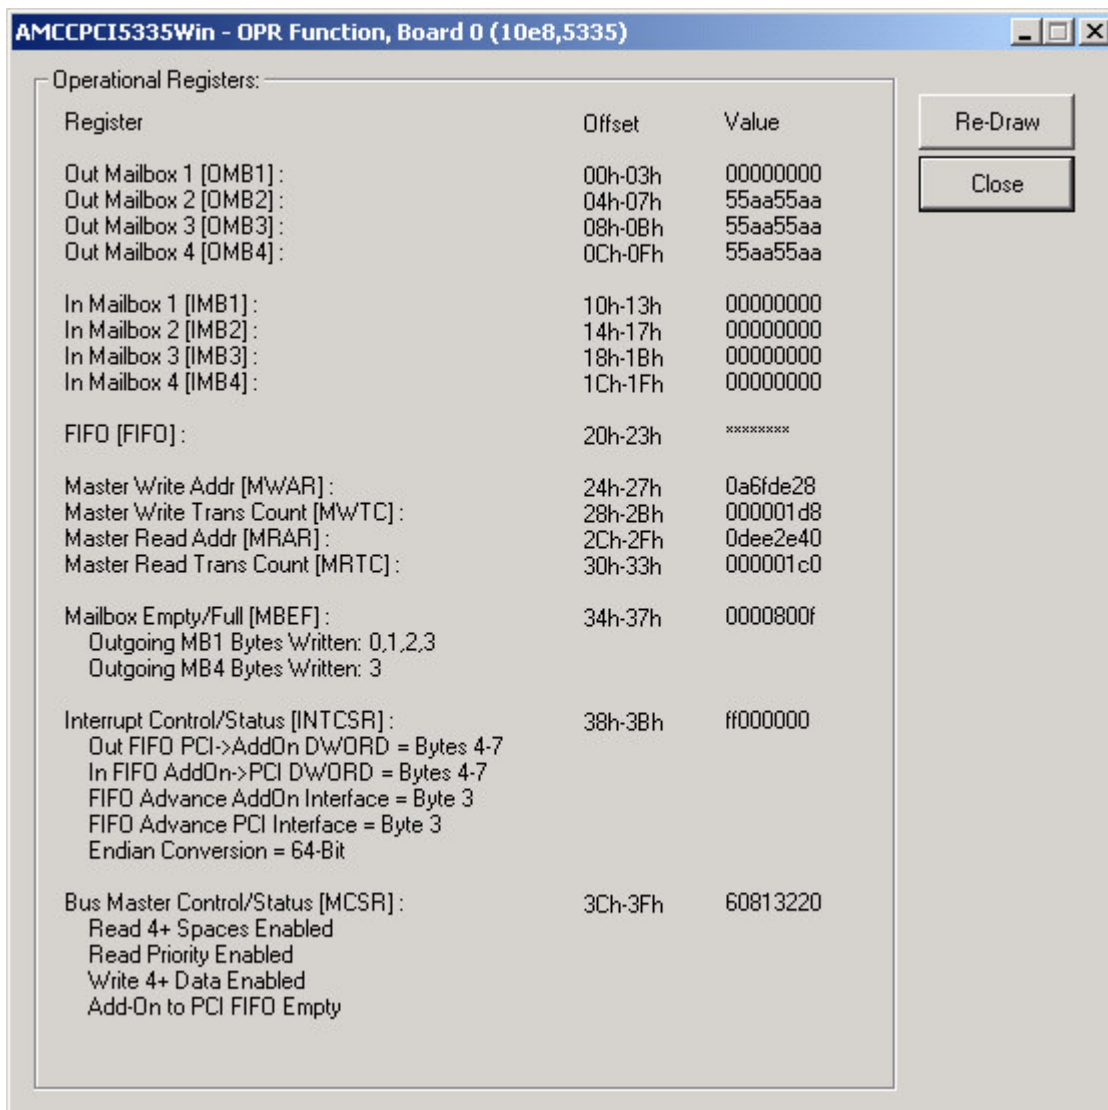 AMCCPCI5335Win - OPR Function, Board 0 (10e8,5335)
Operational Registers:
Register Offset Value
Out Mailbox 1 [OMB1] : 00h-03h 00000000
Out Mailbox 2 [OMB2] : 04h-07h 55aa55aa
Out Mailbox 3 [OMB3] : 08h-0Bh 55aa55aa
Out Mailbox 4 [OMB4] : 0Ch-0Fh 55aa55aa
In Mailbox 1 [IMB1] : 10h-13h 00000000
In Mailbox 2 [IMB2] : 14h-17h 00000000
In Mailbox 3 [IMB3] : 18h-1Bh 00000000
In Mailbox 4 [IMB4] : 1Ch-1Fh 00000000
FIFO [FIFO] : 20h-23h ********
Master Write Addr [MWAR] : 24h-27h 0a6fde28
Master Write Trans Count [MWTC] : 28h-2Bh 000001d8
Master Read Addr [MRAR] : 2Ch-2Fh 0dee2e40
Master Read Trans Count [MRTC] : 30h-33h 000001c0
Mailbox Empty/Full [MBEF] : 34h-37h 0000800f
Outgoing MB1 Bytes Written: 0,1,2,3
Outgoing MB4 Bytes Written: 3
Interrupt Control/Status [INTCSR] : 38h-3Bh ff000000
Out FIFO PCI->AddOn DWORD = Bytes 4-7
In FIFO AddOn->PCI DWORD = Bytes 4-7
FIFO Advance AddOn Interface = Byte 3
FIFO Advance PCI Interface = Byte 3
Endian Conversion = 64-Bit
Bus Master Control/Status [MCSR] : 3Ch-3Fh 60813220
Read 4+ Spaces Enabled
Read Priority Enabled
Write 4+ Data Enabled
Add-On to PCI FIFO Empty
Re-Draw
Close